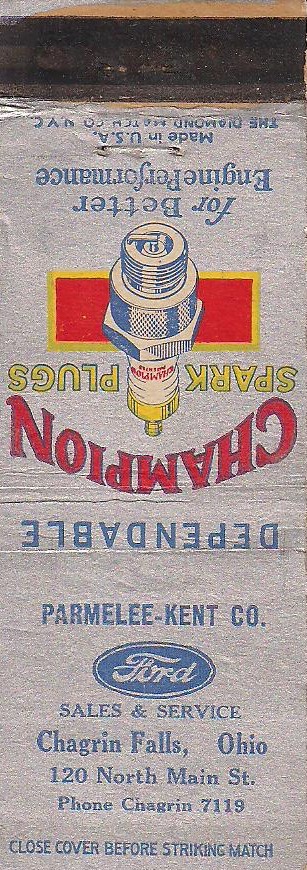 DEPENDABLE
CHAMPION
SPARK PLUGS
CHAMPION
for Better
Engine Performance
Made in U.S.A.
THE DIAMOND MATCH CO. N.Y.C.
PARMELEE-KENT CO.
Ford
SALES & SERVICE
Chagrin Falls, Ohio
120 North Main St.
Phone Chagrin 7119
CLOSE COVER BEFORE STRIKING MATCH